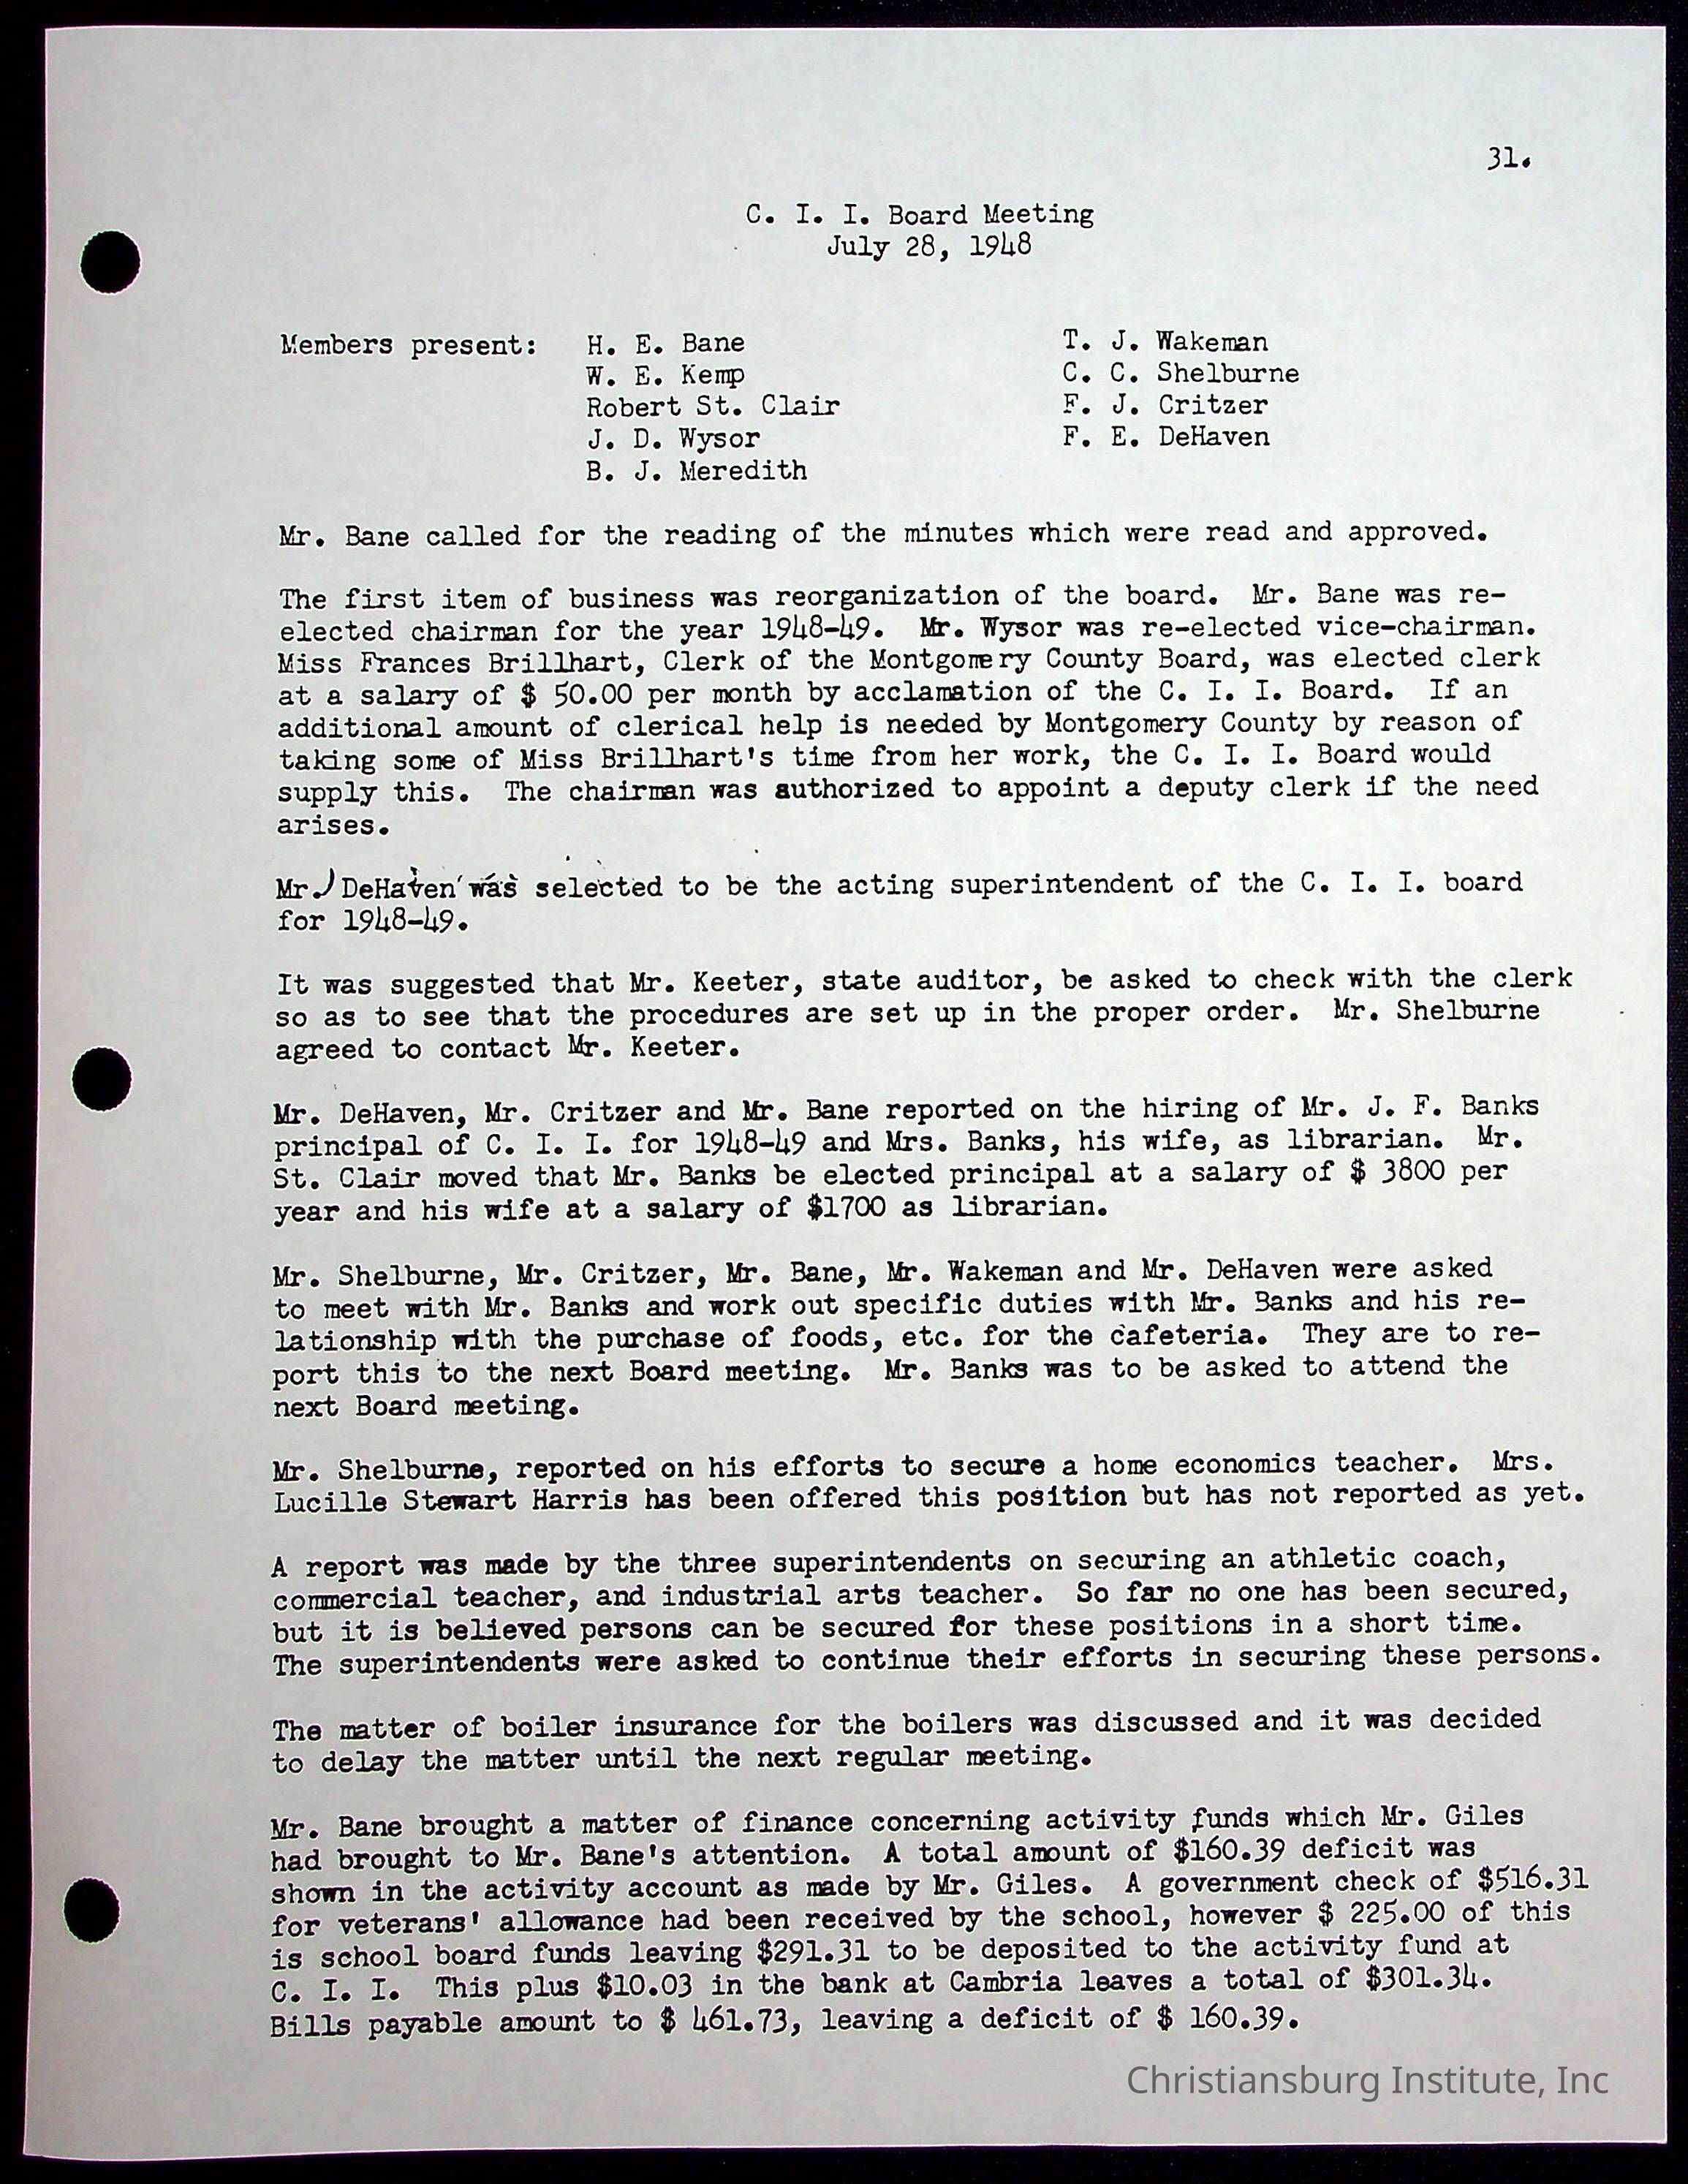 31.
C. I. I. Board Meeting
July 28, 1948
Members present: H. E. Bane T. J. Wakeman
W. E. Kemp C. C. Shelburne
Robert St. Clair F. J. Critzer
J. D. Wysor F. E. DeHaven
B. J. Meredith
Mr. Bane called for the reading of the minutes which were read and approved.
The first item of business was reorganization of the board. Mr. Bane was re-
elected chairman for the year 1948-49. Mr. Wysor was re-elected vice-chairman.
Miss Frances Brillhart, Clerk of the Montgomery County Board, was elected clerk
at a salary of $ 50.00 per month by acclamation of the C. I. I. Board. If an
additional amount of clerical help is needed by Montgomery County by reason of
taking some of Miss Brillhart's time from her work, the C. I. I. Board would
supply this. The chairman was authorized to appoint a deputy clerk if the need
arises.
Mr. DeHaven was selected to be the acting superintendent of the C. I. I. board
for 1948-49.
It was suggested that Mr. Keeter, state auditor, be asked to check with the clerk
so as to see that the procedures are set up in the proper order. Mr. Shelburne
agreed to contact Mr. Keeter.
Mr. DeHaven, Mr. Critzer and Mr. Bane reported on the hiring of Mr. J. F. Banks
principal of C. I. I. for 1948-49 and Mrs. Banks, his wife, as librarian. Mr.
St. Clair moved that Mr. Banks be elected principal at a salary of $ 3800 per
year and his wife at a salary of $1700 as librarian.
Mr. Shelburne, Mr. Critzer, Mr. Bane, Mr. Wakeman and Mr. DeHaven were asked
to meet with Mr. Banks and work out specific duties with Mr. Banks and his re-
lationship with the purchase of foods, etc. for the cafeteria. They are to re-
port this to the next Board meeting. Mr. Banks was to be asked to attend the
next Board meeting.
Mr. Shelburne, reported on his efforts to secure a home economics teacher. Mrs.
Lucille Stewart Harris has been offered this position but has not reported as yet.
A report was made by the three superintendents on securing an athletic coach,
commercial teacher, and industrial arts teacher. So far no one has been secured,
but it is believed persons can be secured for these positions in a short time.
The superintendents were asked to continue their efforts in securing these persons.
The matter of boiler insurance for the boilers was discussed and it was decided
to delay the matter until the next regular meeting.
Mr. Bane brought a matter of finance concerning activity funds which Mr. Giles
had brought to Mr. Bane's attention. A total amount of $160.39 deficit was
shown in the activity account as made by Mr. Giles. A government check of $516.31
for veterans' allowance had been received by the school, however $ 225.00 of this
is school board funds leaving $291.31 to be deposited to the activity fund at
C. I. I. This plus $10.03 in the bank at Cambria leaves a total of $301.34.
Bills payable amount to $ 461.73, leaving a deficit of $ 160.39.
Christiansburg Institute, Inc